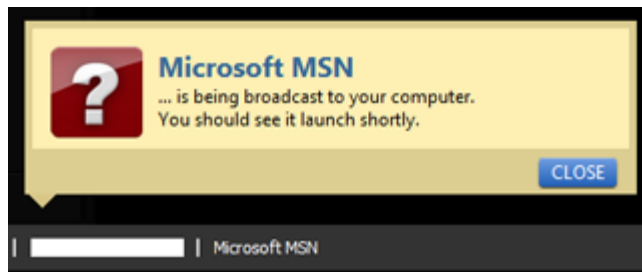 ?
Microsoft MSN
... is being broadcast to your computer.
You should see it launch shortly.
CLOSE
| | Microsoft MSN